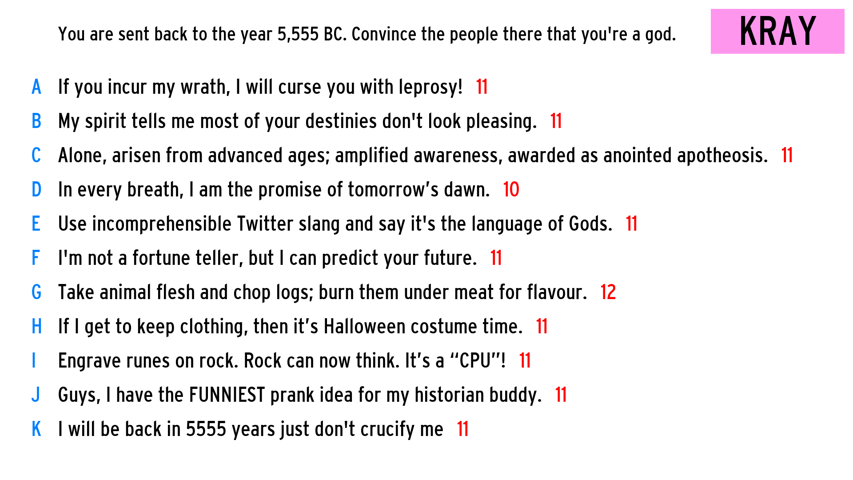 You are sent back to the year 5,555 BC. Convince the people there that you're a god.
KRAY
A If you incur my wrath, I will curse you with leprosy! 11
B My spirit tells me most of your destinies don't look pleasing. 11
C Alone, arisen from advanced ages; amplified awareness, awarded as anointed apotheosis. 11
D In every breath, I am the promise of tomorrow’s dawn. 10
E Use incomprehensible Twitter slang and say it's the language of Gods. 11
F I'm not a fortune teller, but I can predict your future. 11
G Take animal flesh and chop logs; burn them under meat for flavour. 12
H If I get to keep clothing, then it’s Halloween costume time. 11
I Engrave runes on rock. Rock can now think. It’s a “CPU”! 11
J Guys, I have the FUNNIEST prank idea for my historian buddy. 11
K I will be back in 5555 years just don't crucify me 11